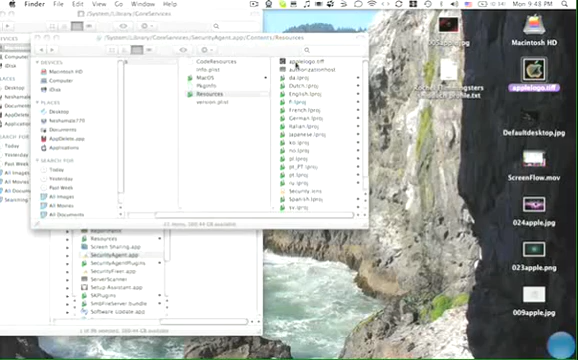 Finder File Edit View Go Window Help
Mon 9:43 PM
/System/Library/CoreServices
/System/Library/CoreServices/SecurityAgent.app/Contents/Resources
DEVICES
Macintosh HD
Computer
iDisk
PLACES
Desktop
Documents
AppDelete.app
Applications
SEARCH FOR
Today
Yesterday
Past Week
All Images
All Movies
All Documents
CodeResources
Info.plist
MacOS
PkgInfo
Resources
version.plist
applelogo.tiff
authorizationhost
da.lproj
Dutch.lproj
English.lproj
fi.lproj
French.lproj
German.lproj
Italian.lproj
Japanese.lproj
ko.lproj
no.lproj
pl.lproj
pt_PT.lproj
pt.lproj
ru.lproj
Security.icns
Spanish.lproj
sv.lproj
Resources
Screen Sharing.app
SecurityAgent.app
SecurityAgentPlugins
SecurityFixer.app
ServerScanner
Setup Assistant.app
SKPlugins
SmbFileServer.bundle
Software Update.app
Macintosh HD
applelogo.tiff
Defaultdesktop.jpg
ScreenFlow.mov
024apple.jpg
023apple.png
009apple.jpg